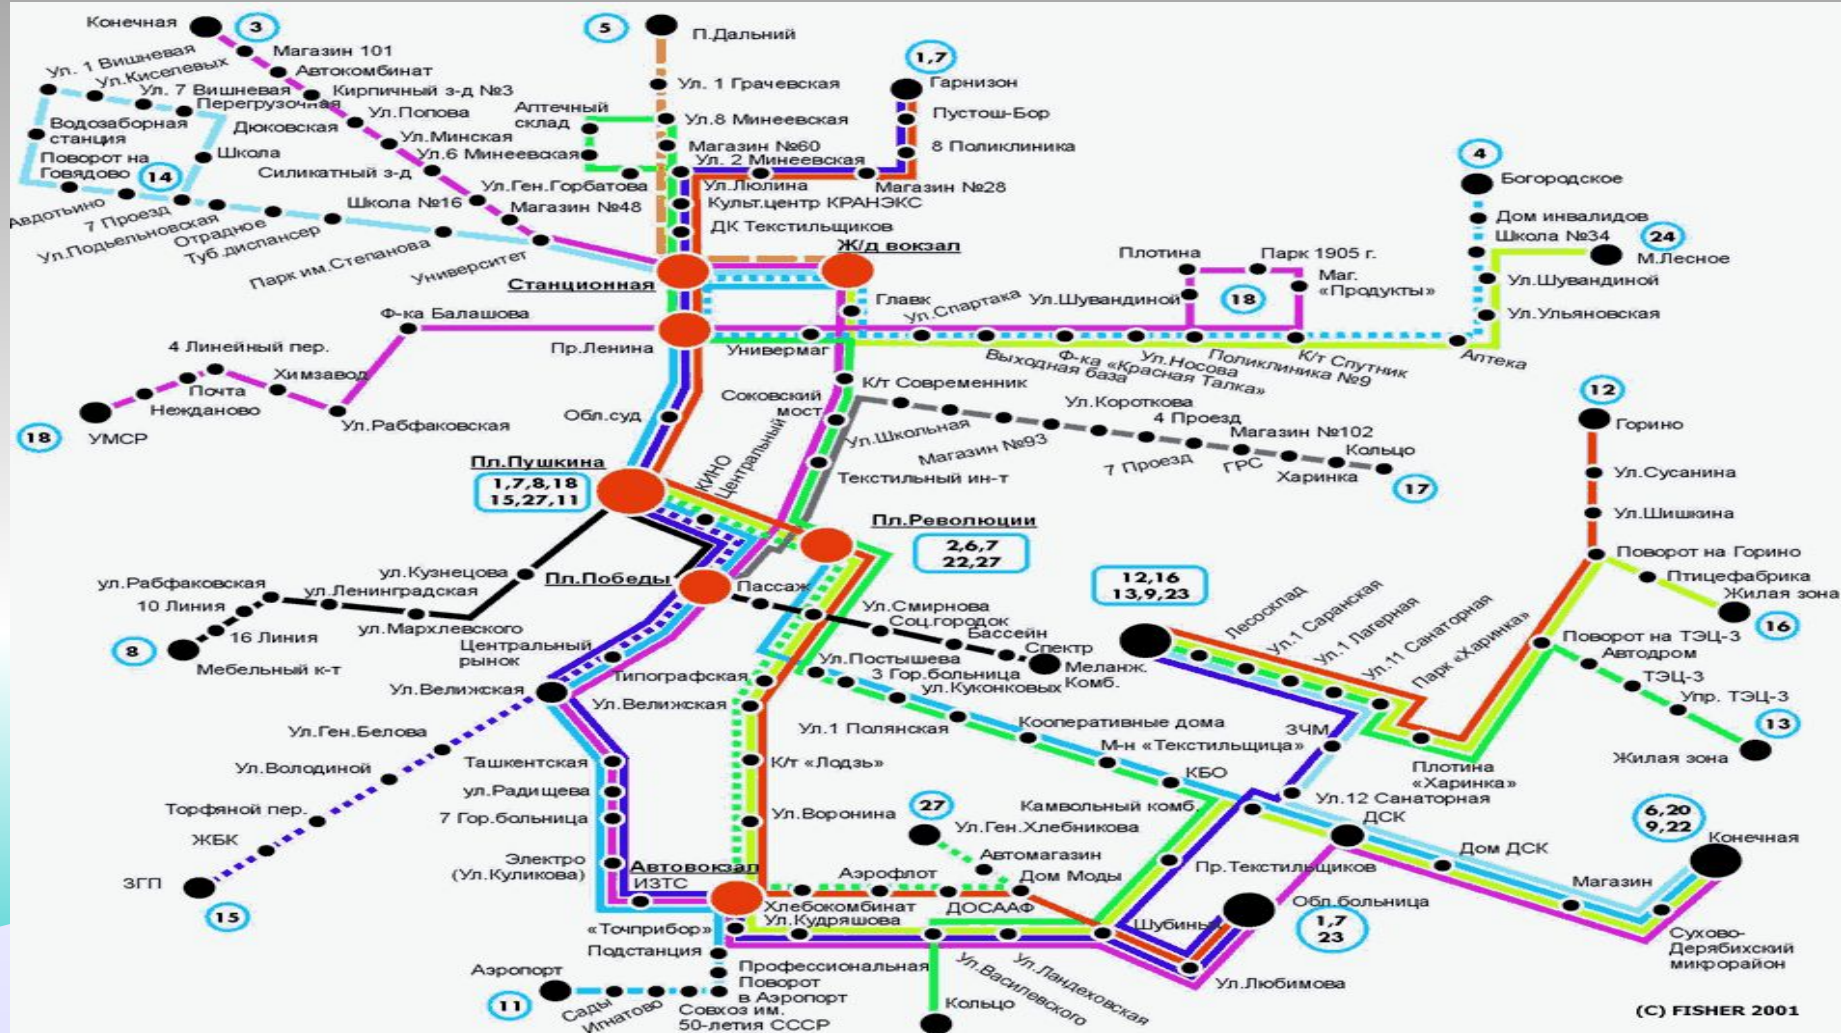 Конечная
3
5
П.Дальний
1,7
Гарнизон
Магазин 101
Ул. 1 Вишневая
Ул.Киселевых
Автокомбинат
Ул. 7 Вишневая
Кирпичный з-д №3
Перегрузочная
Ул. 1 Грачевская
Аптечный
склад
Пустош-Бор
Водозаборная
станция
Дюковская
Ул.Попова
Ул.8 Минеевская
Ул.Минская
Магазин №60
8 Поликлиника
Поворот на
Говядово
14
Школа
Ул.6 Минеевская
Ул. 2 Минеевская
4
Богородское
Силикатный з-д
Ул.Ген.Горбатова
Ул.Люлина
Магазин №28
Авдотьино
7 Проезд
Ул.Подьельновская
Отрадное
Туб.диспансер
Школа №16
Магазин №48
Культ.центр КРАНЭКС
ДК Текстильщиков
Дом инвалидов
Школа №34
24
М.Лесное
Парк им.Степанова
Университет
Ж/д вокзал
Станционная
Плотина
Парк 1905 г.
Маг.
«Продукты»
Ул.Шувандиной
18
Ул.Шувандиной
Главк
Ул.Спартака
Ул.Ульяновская
Ф-ка Балашова
Пр.Ленина
Универмаг
Выходная база
Ф-ка «Красная Талка»
Ул.Носова
Поликлиника №9
К/т Спутник
Аптека
4 Линейный пер.
Химзавод
Почта
Нежданово
18
УМСР
Ул.Рабфаковская
Обл.суд
Соковский
мост
К/т Современник
Ул.Короткова
4 Проезд
Магазин №102
Кольцо
Ул.Школьная
Магазин №93
7 Проезд
ГРС
Харинка
17
12
Горино
Пл.Пушкина
1,7,8,18
15,27,11
КИНО
Центральный
Текстильный ин-т
Ул.Сусанина
Ул.Шишкина
Пл.Революции
2,6,7
22,27
Поворот на Горино
Птицефабрика
Жилая зона
16
ул.Рабфаковская
ул.Ленинградская
ул.Кузнецова
Пл.Победы
Пассаж
10 Линия
16 Линия
8
Мебельный к-т
ул.Мархлевского
Ул.Смирнова
Соц.городок
Бассейн
Спектр
Меланж.
Комб.
12,16
13,9,23
Лесосклад
Ул.1 Саранская
Ул.1 Лагерная
Ул.11 Санаторная
Парк «Харинка»
Поворот на ТЭЦ-3
Автодром
ТЭЦ-3
Упр. ТЭЦ-3
13
Жилая зона
Центральный
рынок
Ул.Велижская
Типографская
Ул.Велижская
Ул.Постышева
3 Гор.больница
ул.Куконковых
Ул.1 Полянская
Кооперативные дома
М-н «Текстильщица»
КБО
ЗЧМ
Плотина
«Харинка»
Ул.Ген.Белова
Ул.Володиной
Торфяной пер.
ЖБК
ЗГП
15
Ташкентская
ул.Радищева
7 Гор.больница
Электро
(Ул.Куликова)
К/т «Лодзь»
Ул.Воронина
27
Ул.Ген.Хлебникова
Автомагазин
Дом Моды
Камвольный комб.
Ул.12 Санаторная
ДСК
Дом ДСК
6,20
9,22
Конечная
Пр.Текстильщиков
Магазин
Автовокзал
ИЗТС
Аэрофлот
Хлебокомбинат
ДОСААФ
Ул.Кудряшова
Обл.больница
1,7
23
Шубиных
«Точприбор»
Подстанция
Аэропорт
11
Сады
Игнатово
Совхоз им.
50-летия СССР
Профессиональная
Поворот
в Аэропорт
Кольцо
Ул.Василевского
Ул.Ландеховская
Ул.Любимова
Сухово-
Дерябихский
микрорайон
(C) FISHER 2001